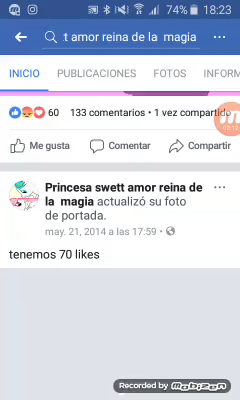 74% 18:23
t amor reina de la magia
INICIO PUBLICACIONES FOTOS INFORM
60 133 comentarios • 1 vez compartido
00:12
Me gusta Comentar Compartir
Princesa swett amor reina de
la magia actualizó su foto
de portada.
may. 21, 2014 a las 17:59 •
tenemos 70 likes
Recorded by Mobizen